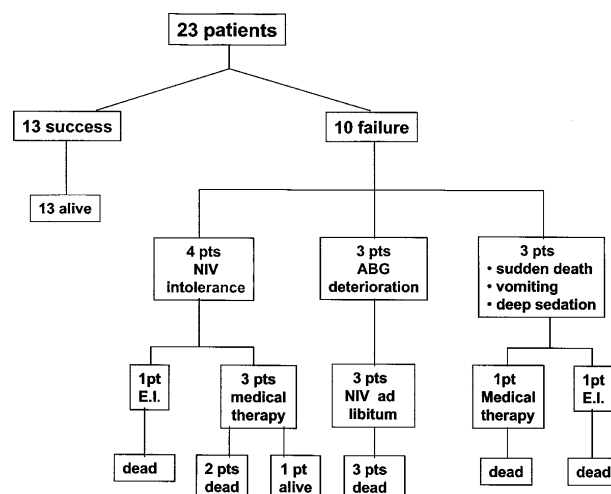 23 patients
13 success
10 failure
13 alive
4 pts
NIV
intolerance
3 pts
ABG
deterioration
3 pts
• sudden death
• vomiting
• deep sedation
1pt
E.I.
3 pts
medical
therapy
3 pts
NIV ad
libitum
1pt
Medical
therapy
1pt
E.I.
dead
2 pts
dead
1 pt
alive
3 pts
dead
dead
dead